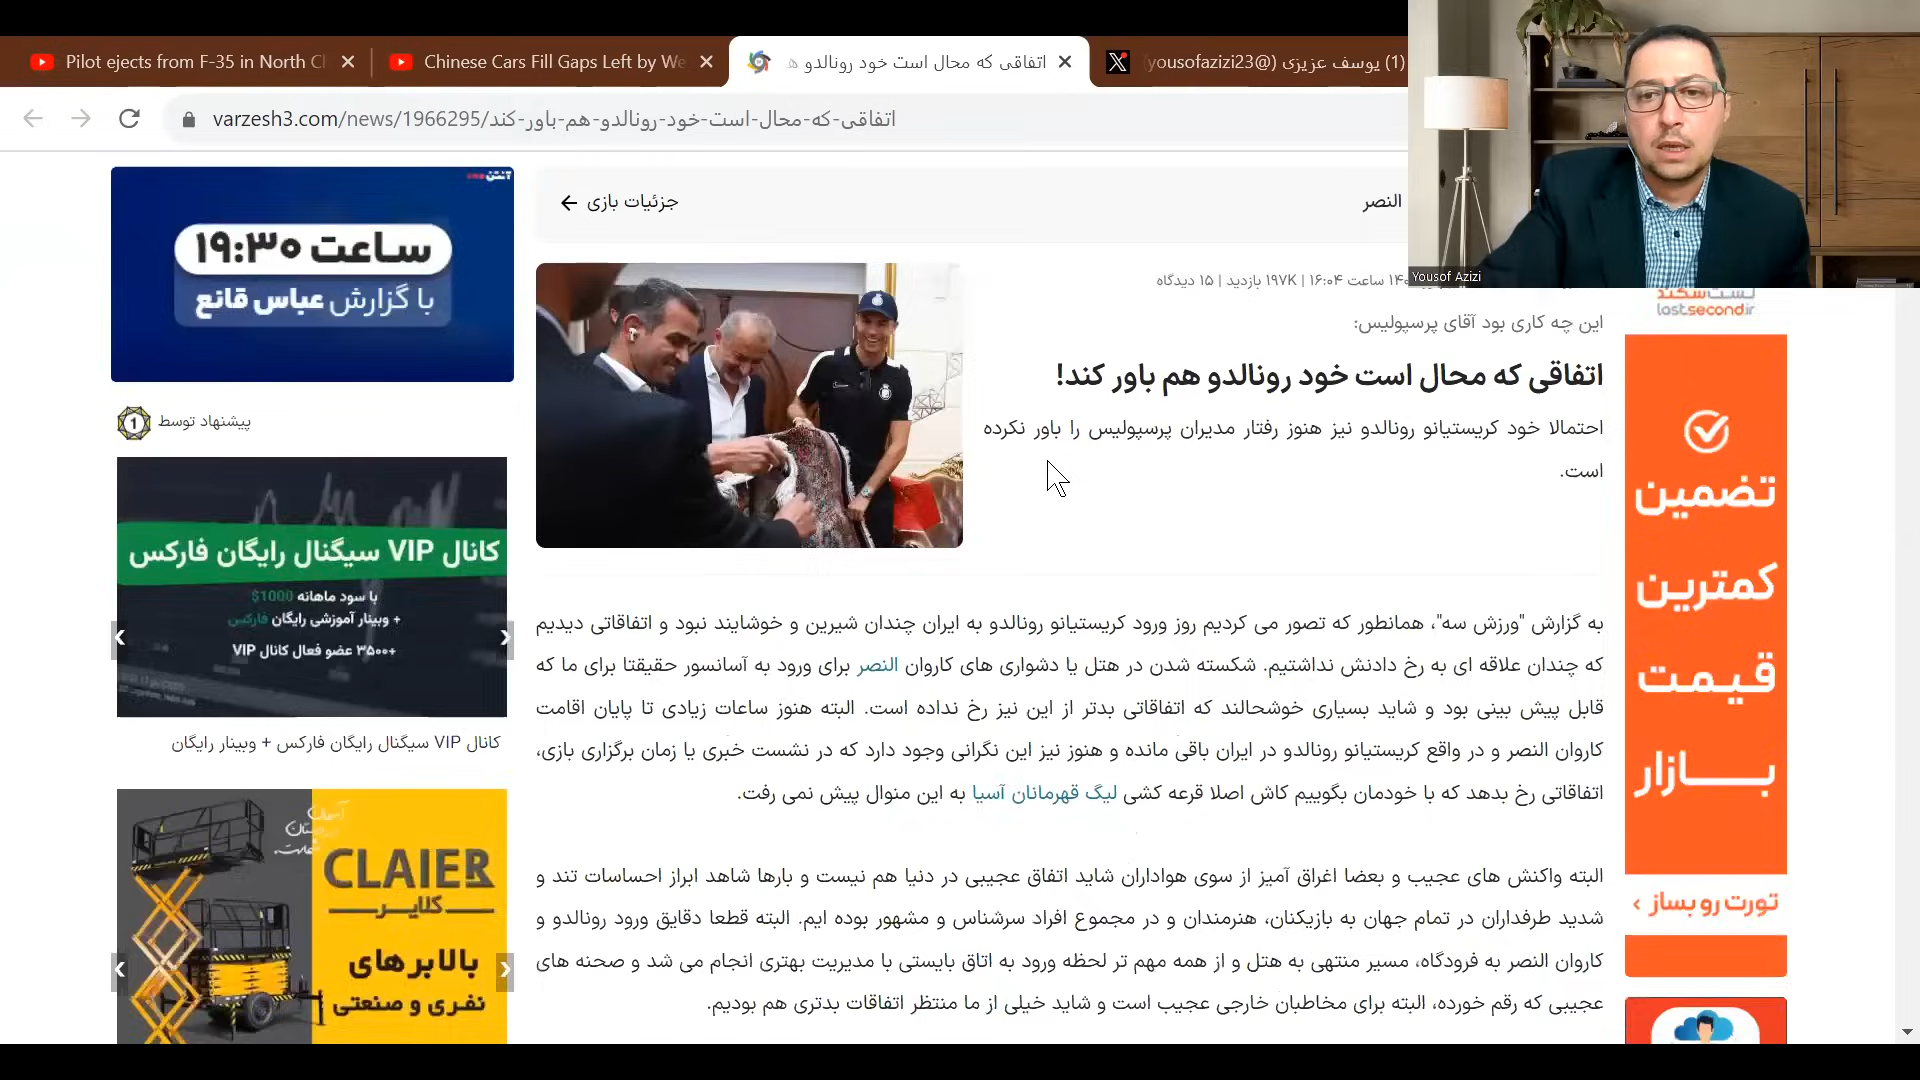 Pilot ejects from F-35 in North C
Chinese Cars Fill Gaps Left by We
اتفاقی که محال است خود رونالدو ه
(1) یوسف عزیزی (@yousofazizi23)
varzesh3.com/news/1966295/اتفاقی-که-محال-است-خود-رونالدو-هم-باور-کند
Yousof Azizi
آنتن
ساعت ۱۹:۳۰
با گزارش عباس قانع
پیشنهاد توسط
1
کانال VIP سیگنال رایگان فارکس
با سود ماهانه 1000$
+ وبینار آموزشی رایگان فارکس
+۳۵۰۰ عضو فعال کانال VIP
کانال VIP سیگنال رایگان فارکس + وبینار رایگان
CLAIER
کلایر
بالابرهای
نفری و صنعتی
النصر
جزئیات بازی
ساعت ۱۶:۰۴ | ۱۹۷K بازدید | ۱۵ دیدگاه
این چه کاری بود آقای پرسپولیس:
اتفاقی که محال است خود رونالدو هم باور کند!
احتمالا خود کریستیانو رونالدو نیز هنوز رفتار مدیران پرسپولیس را باور نکرده
است.
به گزارش "ورزش سه"، همانطور که تصور می کردیم روز ورود کریستیانو رونالدو به ایران چندان شیرین و خوشایند نبود و اتفاقاتی دیدیم
که چندان علاقه ای به رخ دادنش نداشتیم. شکسته شدن در هتل یا دشواری های کاروان النصر برای ورود به آسانسور حقیقتا برای ما که
قابل پیش بینی بود و شاید بسیاری خوشحالند که اتفاقاتی بدتر از این نیز رخ نداده است. البته هنوز ساعات زیادی تا پایان اقامت
کاروان النصر و در واقع کریستیانو رونالدو در ایران باقی مانده و هنوز نیز این نگرانی وجود دارد که در نشست خبری یا زمان برگزاری بازی،
اتفاقاتی رخ بدهد که با خودمان بگوییم کاش اصلا قرعه کشی لیگ قهرمانان آسیا به این منوال پیش نمی رفت.
البته واکنش های عجیب و بعضا اغراق آمیز از سوی هواداران شاید اتفاق عجیبی در دنیا هم نیست و بارها شاهد ابراز احساسات تند و
شدید طرفداران در تمام جهان به بازیکنان، هنرمندان و در مجموع افراد سرشناس و مشهور بوده ایم. البته قطعا دقایق ورود رونالدو و
کاروان النصر به فرودگاه، مسیر منتهی به هتل و از همه مهم تر لحظه ورود به اتاق بایستی با مدیریت بهتری انجام می شد و صحنه های
عجیبی که رقم خورده، البته برای مخاطبان خارجی عجیب است و شاید خیلی از ما منتظر اتفاقات بدتری هم بودیم.
لست‌سکند
lastsecond.ir
تضمین
کمترین
قیمت
بازار
تورت رو بساز ›